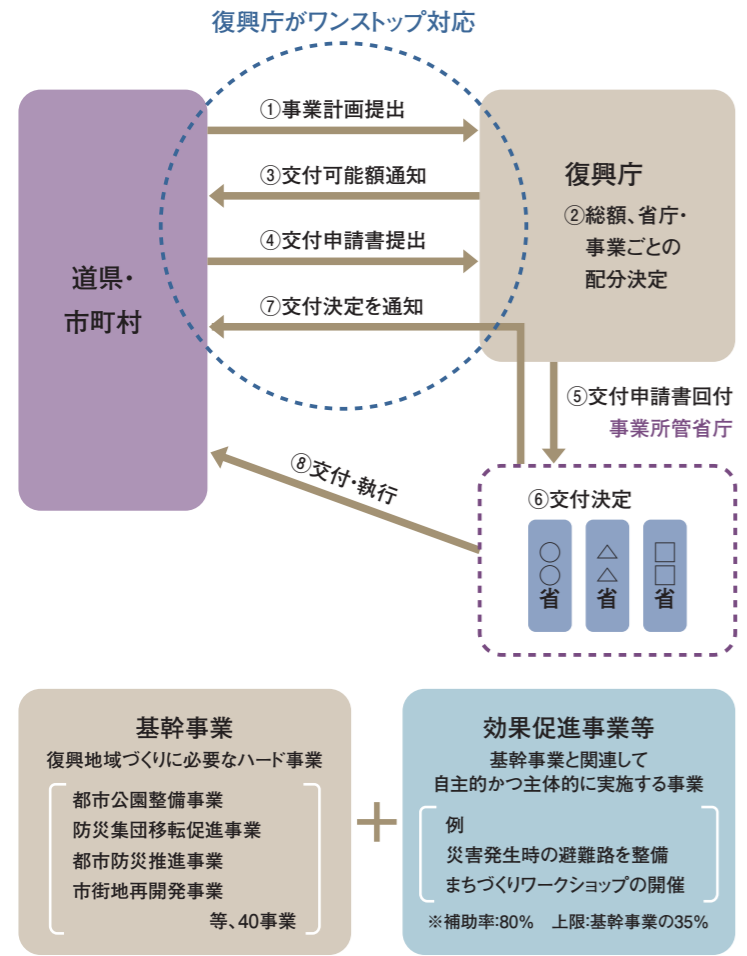 復興庁がワンストップ対応
道県・
市町村
①事業計画提出
③交付可能額通知
④交付申請書提出
⑦交付決定を通知
復興庁
②総額、省庁・
事業ごとの
配分決定
⑤交付申請書回付
事業所管省庁
⑧交付・執行
⑥交付決定
○○省
△△省
□□省
基幹事業
復興地域づくりに必要なハード事業
都市公園整備事業
防災集団移転促進事業
都市防災推進事業
市街地再開発事業
等、40事業
+
効果促進事業等
基幹事業と関連して
自主的かつ主体的に実施する事業
例
災害発生時の避難路を整備
まちづくりワークショップの開催
※補助率:80% 上限:基幹事業の35%